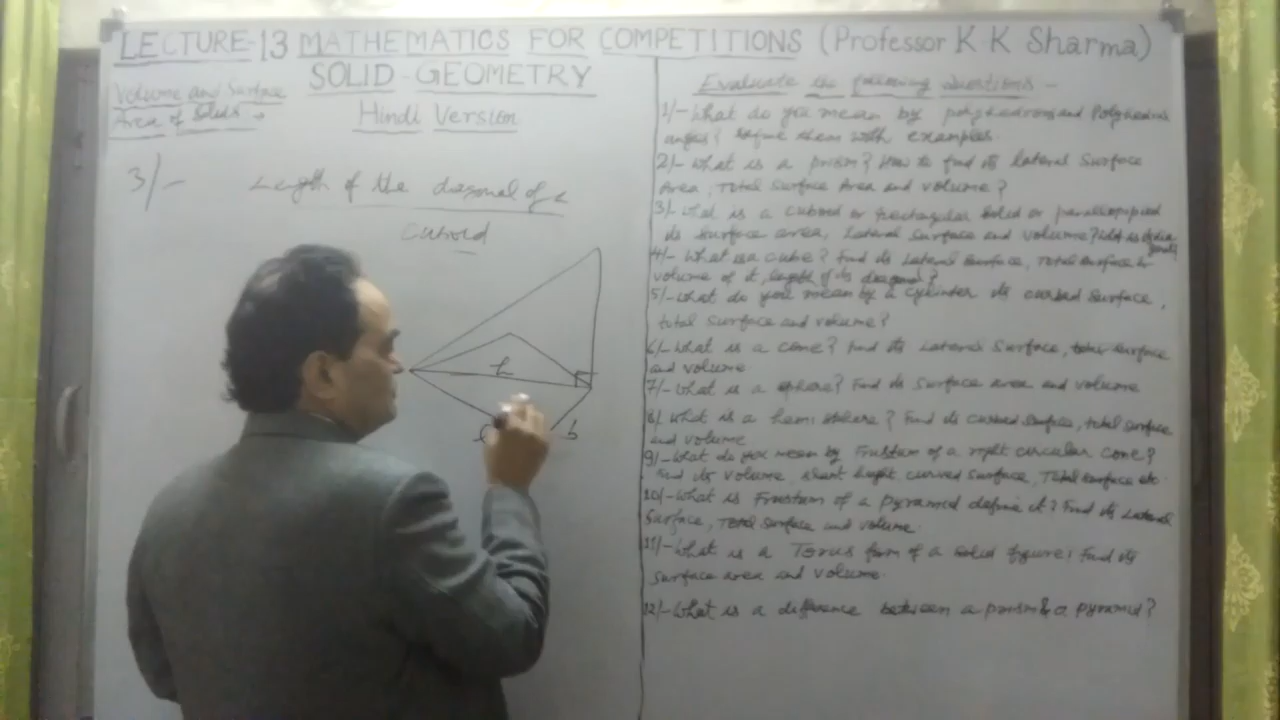 LECTURE-13 MATHEMATICS FOR COMPETITIONS (Professor K K Sharma)
SOLID-GEOMETRY
Volume and Surface
Area of Solids →
Hindi Version
3/- Length of the diagonal of a
Cuboid
h
b
Evaluate the following questions -
1/- What do you mean by polyhedrons and Polyhedral
angles? Define them with examples.
2/- What is a prism? How to find its lateral Surface
Area, Total Surface Area and volume?
3/- What is a cuboid or rectangular solid or
its surface area, Lateral Surface and volume?
4/- What is a cube? Find its Lateral Surface, Total surface &
volume of it, length of its diagonal?
5/- What do you mean by a cylinder its curved surface,
total surface and volume?
6/- What is a cone? Find its Lateral Surface, total surface
and volume
7/- What is a sphere? Find its Surface area and volume
8/- What is a hemi sphere? Find its curved surface, total surface
and volume
9/- What do you mean by Frustum of a right circular cone?
Find its volume, slant height, curved surface, Total surface etc.
10/- What is Frustum of a pyramid define it? Find its Lateral
Surface, Total Surface and volume.
11/- What is a Torus form of a solid figure; Find its
surface area and volume.
12/- What is a difference between a prism & a pyramid?